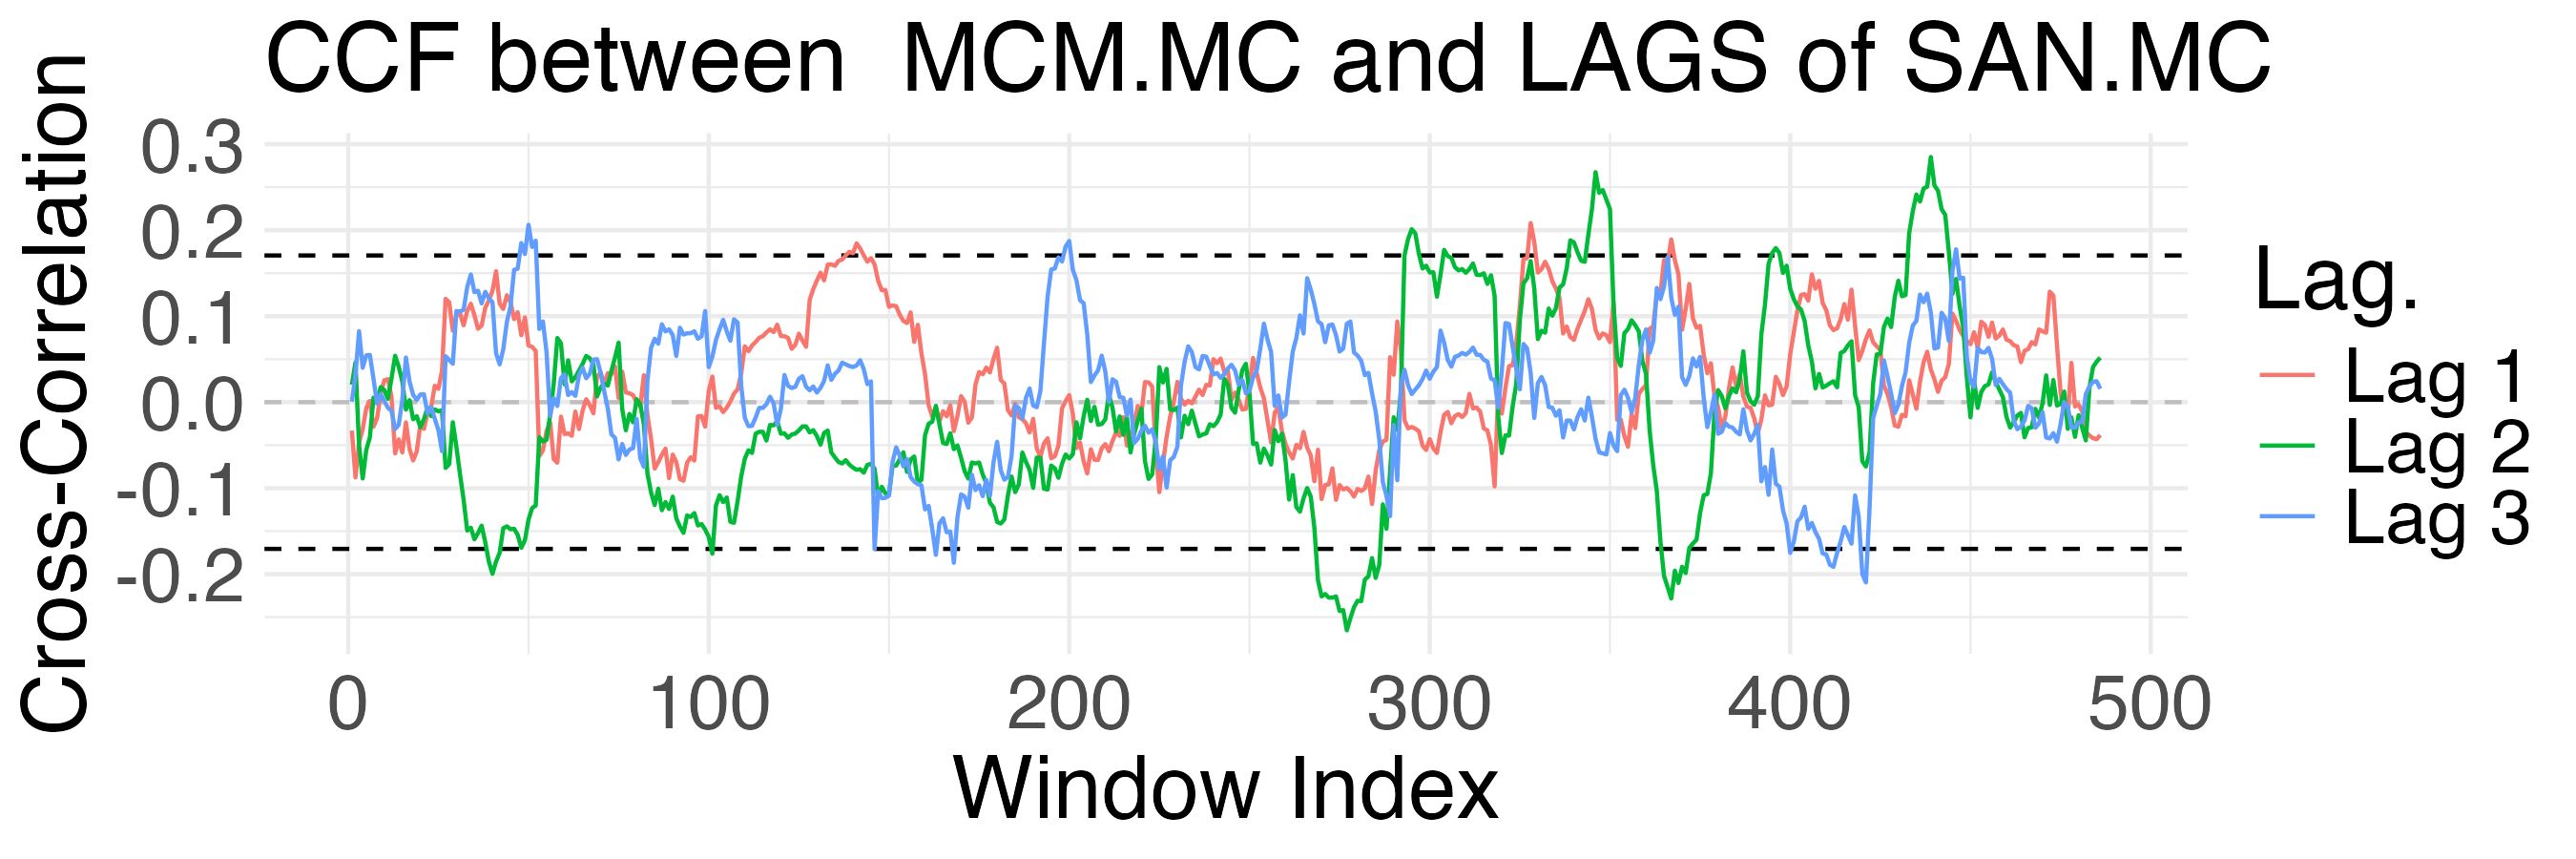 CCF between  MCM.MC and LAGS of SAN.MC
Cross-Correlation
0.3
0.2
0.1
0.0
-0.1
-0.2
0 100 200 300 400 500
Window Index
Lag.
Lag 1
Lag 2
Lag 3